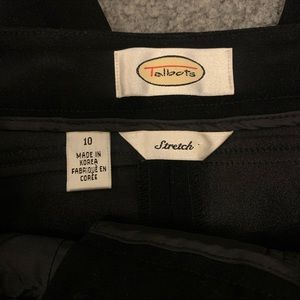 Talbots
Stretch
10
MADE IN
KOREA
FABRIQUÉ EN
CORÉE